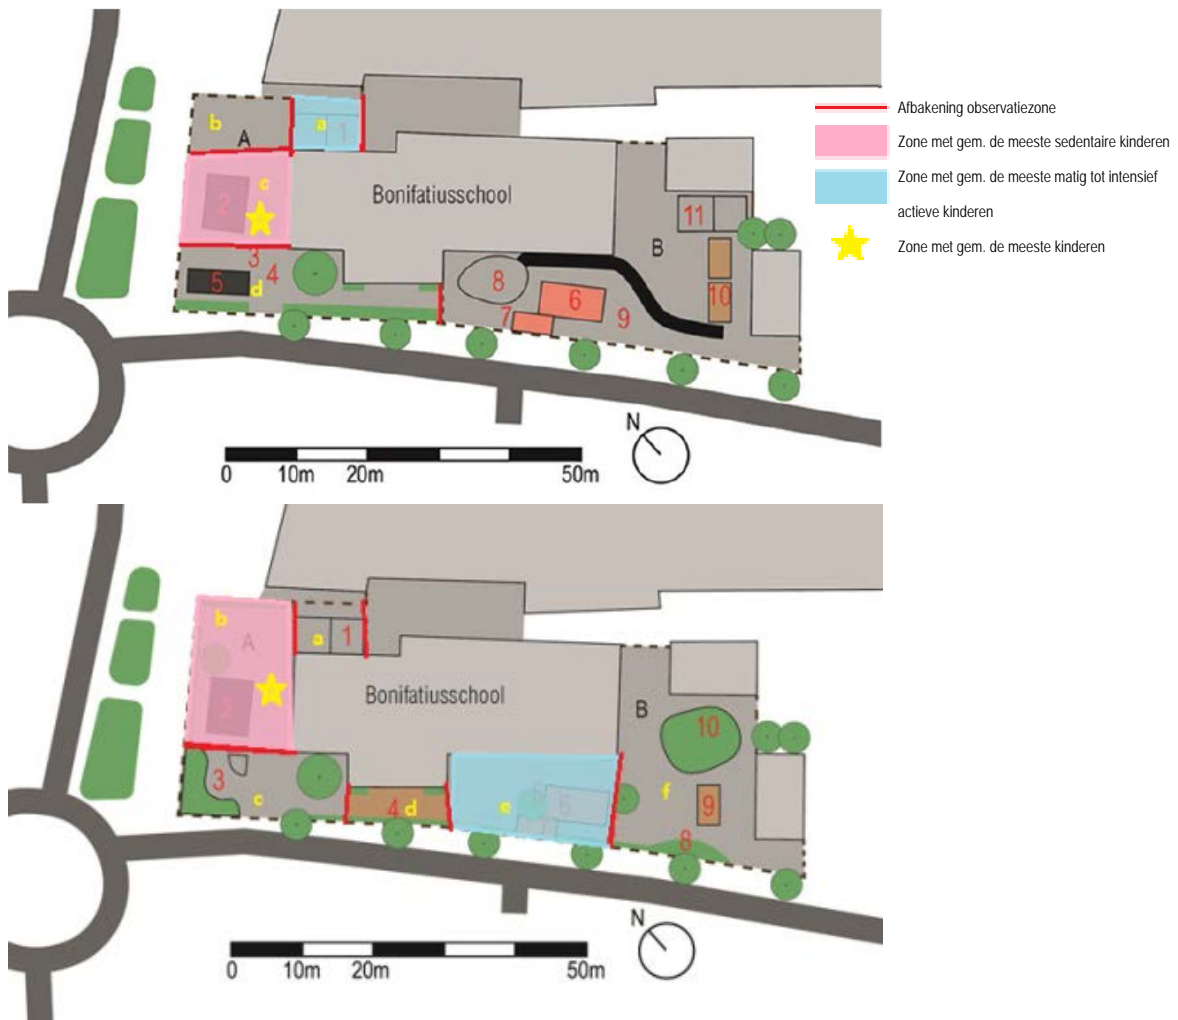 b
A
a
1
Afbakening observatiezone
Zone met gem. de meeste sedentaire kinderen
Zone met gem. de meeste matig tot intensief
actieve kinderen
Zone met gem. de meeste kinderen
c
2
Bonifatiusschool
11
B
3
4
5
d
8
6
7
9
10
N
0 10m 20m 50m
b
A
a
1
2
Bonifatiusschool
B
10
3
c
4
d
e
5
6
f
9
8
N
0 10m 20m 50m